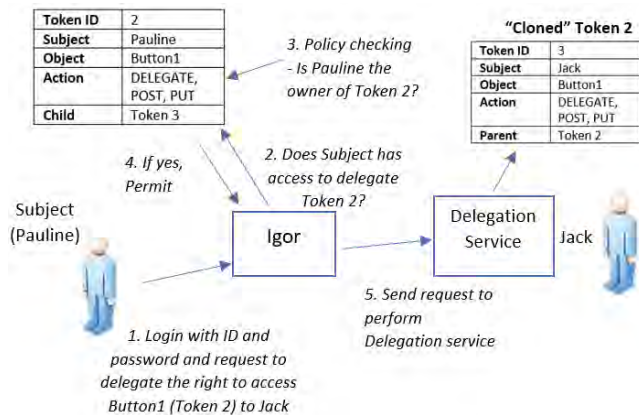 Token ID 2
Subject Pauline
Object Button1
Action DELEGATE,
POST, PUT
Child Token 3
3. Policy checking
- Is Pauline the
owner of Token 2?
“Cloned” Token 2
Token ID 3
Subject Jack
Object Button1
Action DELEGATE,
POST, PUT
Parent Token 2
4. If yes,
Permit
2. Does Subject has
access to delegate
Token 2?
Subject
(Pauline)
Igor
Delegation
Service
Jack
1. Login with ID and
password and request to
delegate the right to access
Button1 (Token 2) to Jack
5. Send request to
perform
Delegation service